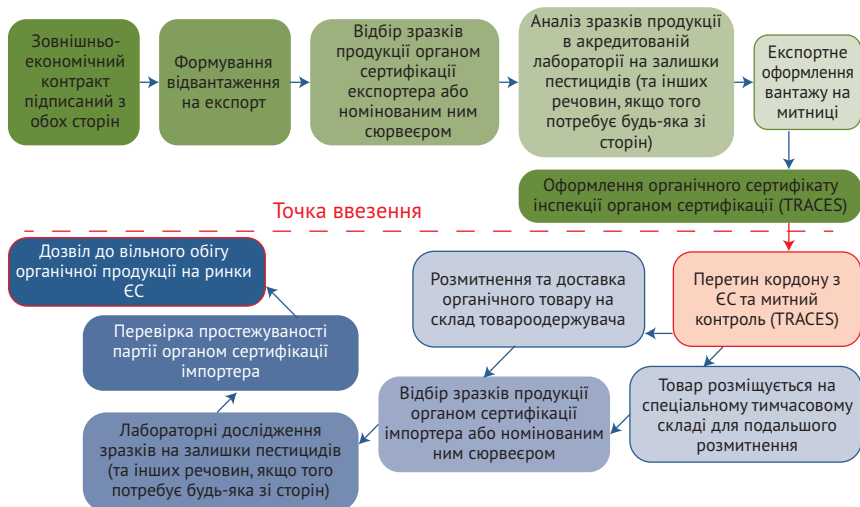 Зовнішньо-
економічний
контракт
підписаний з
обох сторін
Формування
відвантаження
на експорт
Відбір зразків
продукції органом
сертифікації
експортера або
номінованим ним
сюрвеєром
Аналіз зразків продукції
в акредитованій
лабораторії на залишки
пестицидів (та інших
речовин, якщо того
потребує будь-яка зі
сторін)
Експортне
оформлення
вантажу на
митниці
Оформлення органічного сертифікату
інспекції органом сертифікації (TRACES)
Точка ввезення
Перетин кордону з
ЄС та митний
контроль (TRACES)
Розмитнення та доставка
органічного товару на
склад товароодержувача
Товар розміщується на
спеціальному тимчасовому
складі для подальшого
розмитнення
Відбір зразків продукції
органом сертифікації
імпортера або номінованим
ним сюрвеєром
Лабораторні дослідження
зразків на залишки пестицидів
(та інших речовин, якщо того
потребує будь-яка зі сторін)
Перевірка простежуваності
партії органом сертифікації
імпортера
Дозвіл до вільного обігу
органічної продукції на ринки
ЄС